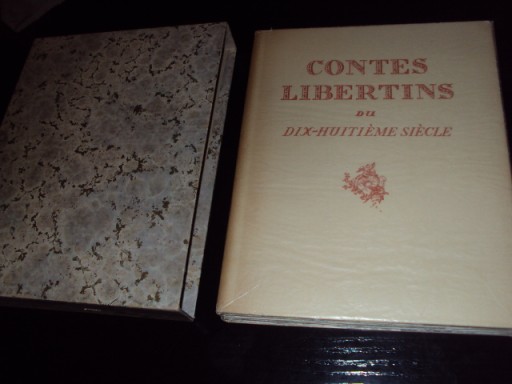 CONTES
LIBERTINS
DU
DIX-HUITIÈME SIÈCLE